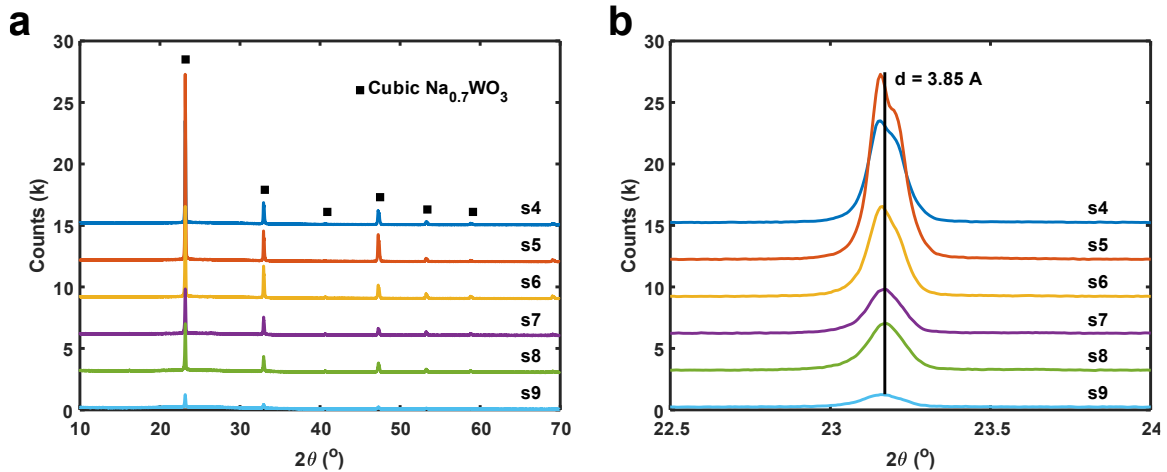 a
30
25
20
15
10
5
0
Counts (k)
■ Cubic Na₀.₇WO₃
s4
s5
s6
s7
s8
s9
10 20 30 40 50 60 70
2θ (°)
b
30
25
20
15
10
5
0
Counts (k)
d = 3.85 A
s4
s5
s6
s7
s8
s9
22.5 23 23.5 24
2θ (°)